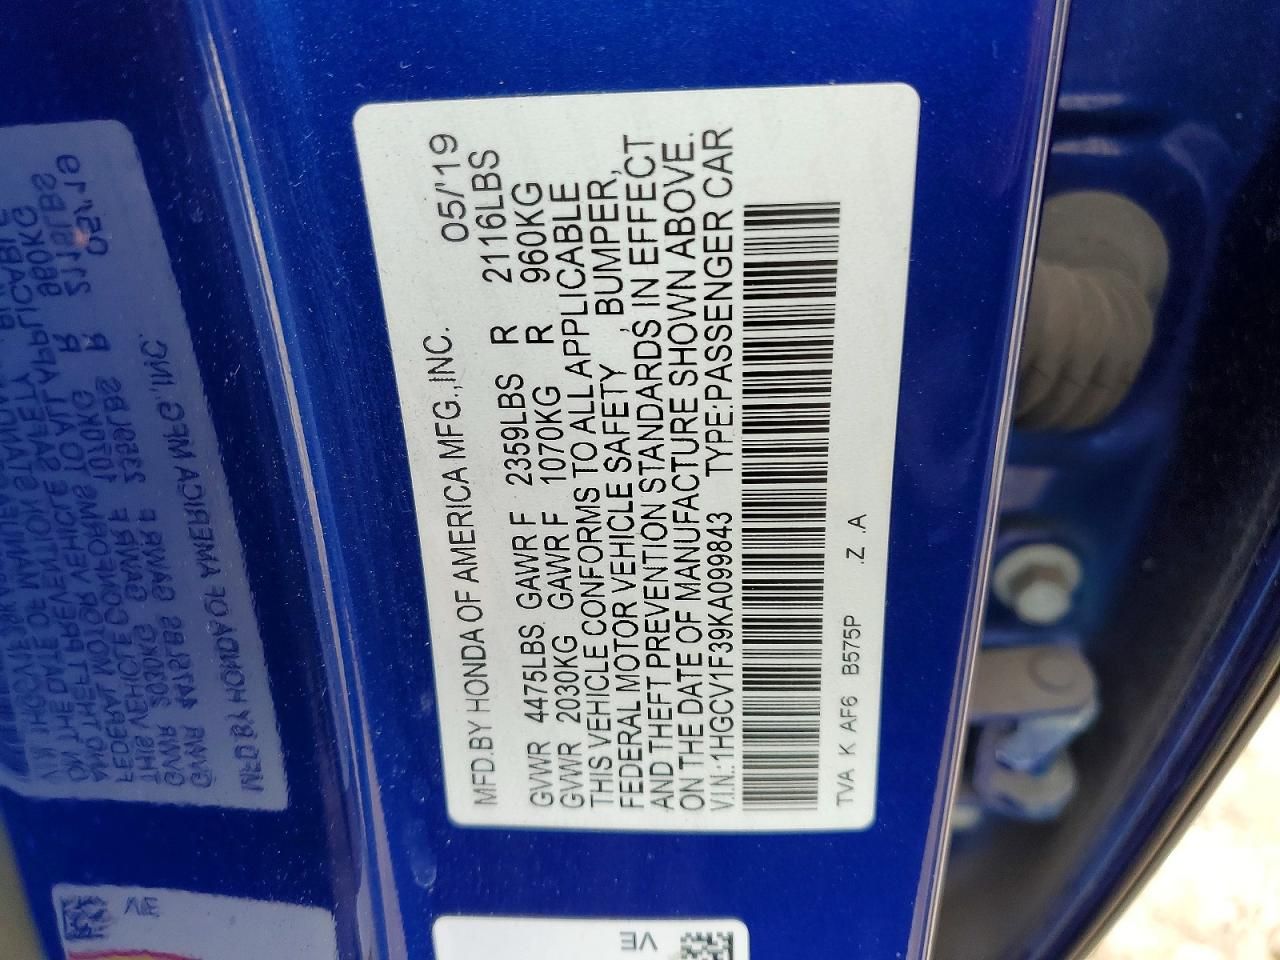 MFD.BY HONDA OF AMERICA MFG.,INC. 05/'19
GVWR 4475LBS GAWR F 2359LBS R 2116LBS
GVWR 2030KG GAWR F 1070KG R 960KG
THIS VEHICLE CONFORMS TO ALL APPLICABLE
FEDERAL MOTOR VEHICLE SAFETY , BUMPER,
AND THEFT PREVENTION STANDARDS, IN EFFECT
ON THE DATE OF MANUFACTURE SHOWN ABOVE.
V.I.N.:1HGCV1F39KA099843 TYPE:PASSENGER CAR
TVA K AF6 B575P .Z .A
VE